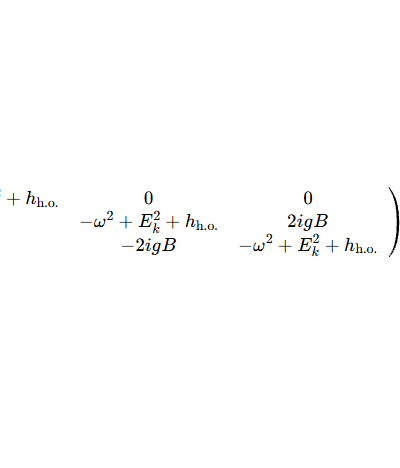 + h_{h.o.} 0 0
−ω² + E_k² + h_{h.o.} 2igB
−2igB −ω² + E_k² + h_{h.o.} )